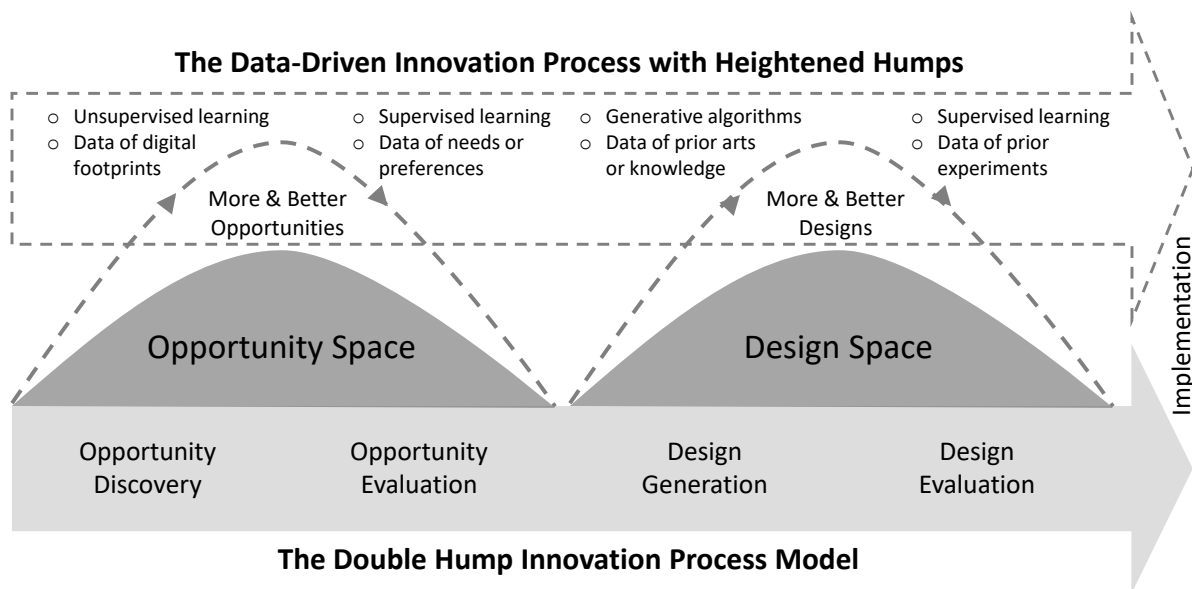 The Data-Driven Innovation Process with Heightened Humps
○ Unsupervised learning
○ Data of digital
footprints
○ Supervised learning
○ Data of needs or
preferences
○ Generative algorithms
○ Data of prior arts
or knowledge
○ Supervised learning
○ Data of prior
experiments
More & Better
Opportunities
More & Better
Designs
Opportunity Space
Design Space
Implementation
Opportunity
Discovery
Opportunity
Evaluation
Design
Generation
Design
Evaluation
The Double Hump Innovation Process Model